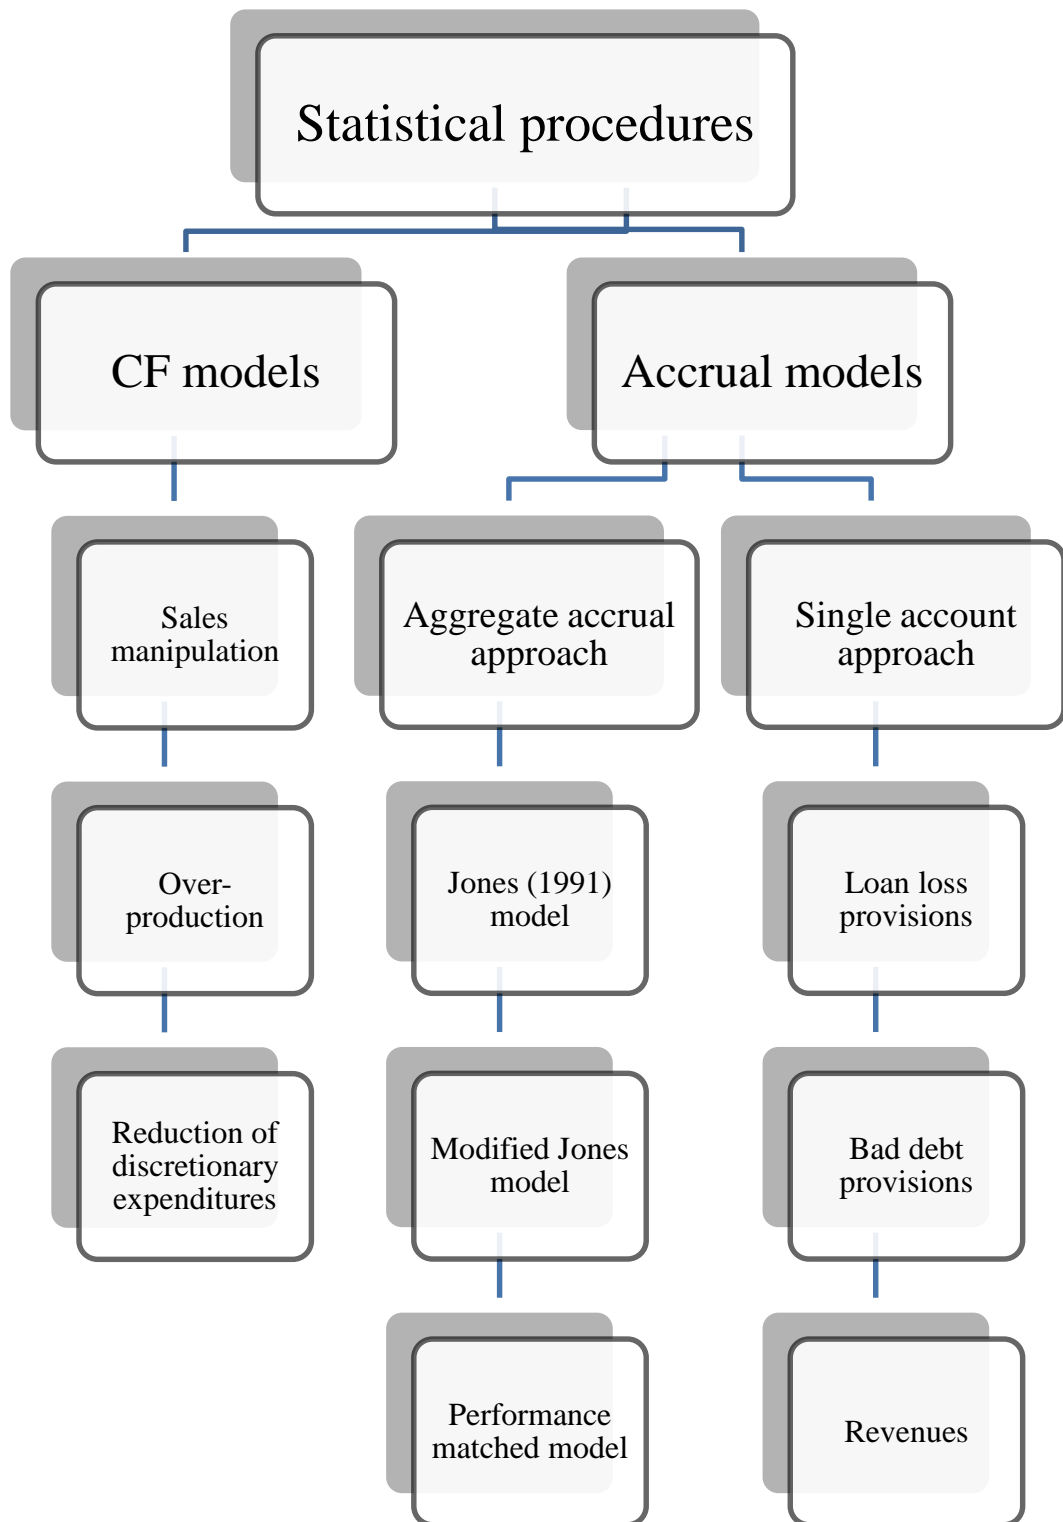 Statistical procedures
CF models
Accrual models
Sales
manipulation
Aggregate accrual
approach
Single account
approach
Over-
production
Jones (1991)
model
Loan loss
provisions
Reduction of
discretionary
expenditures
Modified Jones
model
Bad debt
provisions
Performance
matched model
Revenues